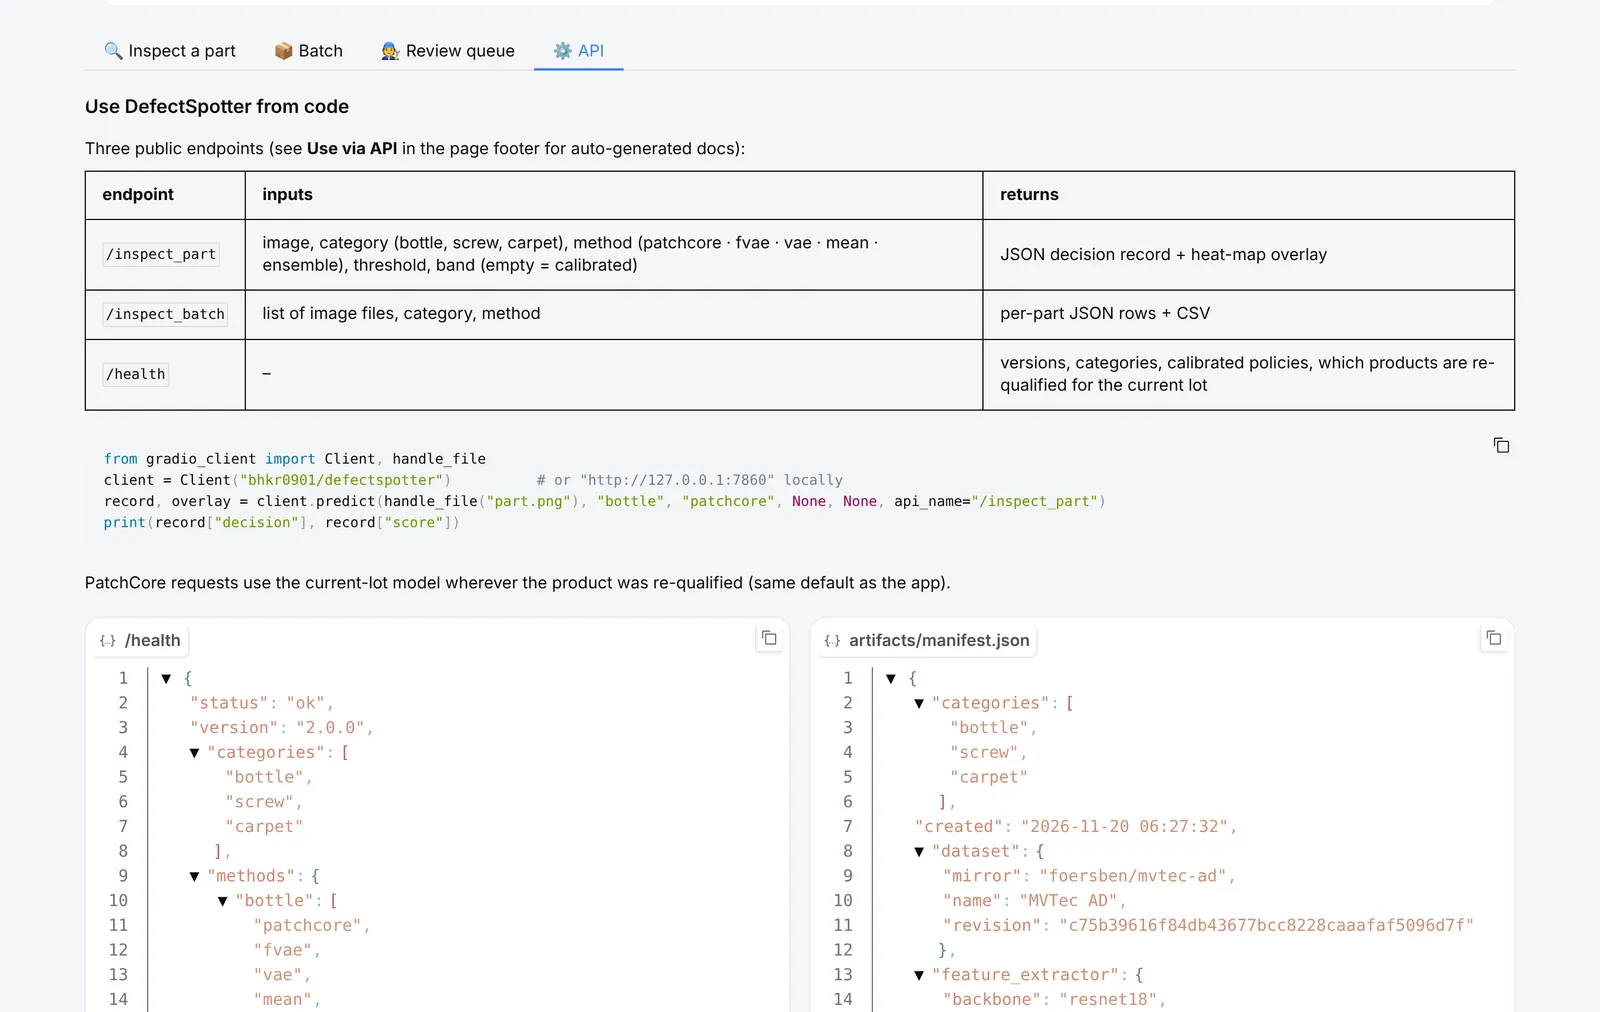 🔍 Inspect a part
📦 Batch
🧑‍🔧 Review queue
⚙️ API
Use DefectSpotter from code
Three public endpoints (see Use via API in the page footer for auto-generated docs):
endpoint inputs returns
/inspect_part
image, category (bottle, screw, carpet), method (patchcore · fvae · vae · mean ·
ensemble), threshold, band (empty = calibrated)
JSON decision record + heat-map overlay
/inspect_batch list of image files, category, method per-part JSON rows + CSV
/health –
versions, categories, calibrated policies, which products are re-
qualified for the current lot
from gradio_client import Client, handle_file
client = Client("bhkr0901/defectspotter")          # or "http://127.0.0.1:7860" locally
record, overlay = client.predict(handle_file("part.png"), "bottle", "patchcore", None, None, api_name="/inspect_part")
print(record["decision"], record["score"])
PatchCore requests use the current-lot model wherever the product was re-qualified (same default as the app).
{..} /health
1 ▼ {
2 "status": "ok",
3 "version": "2.0.0",
4 ▼ "categories": [
5 "bottle",
6 "screw",
7 "carpet"
8 ],
9 ▼ "methods": {
10 ▼ "bottle": [
11 "patchcore",
12 "fvae",
13 "vae",
14 "mean",
{..} artifacts/manifest.json
1 ▼ {
2 ▼ "categories": [
3 "bottle",
4 "screw",
5 "carpet"
6 ],
7 "created": "2026-11-20 06:27:32",
8 ▼ "dataset": {
9 "mirror": "foersben/mvtec-ad",
10 "name": "MVTec AD",
11 "revision": "c75b39616f84db43677bcc8228caaafaf5096d7f"
12 },
13 ▼ "feature_extractor": {
14 "backbone": "resnet18",